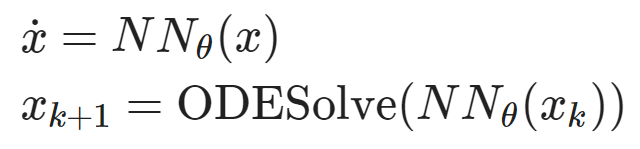 ẋ = NN_θ(x)
x_{k+1} = ODESolve(NN_θ(x_k))